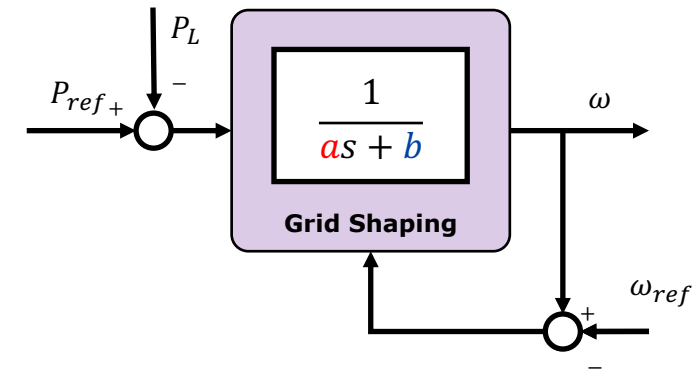 P_L
−
P_ref +
1
as + b
ω
Grid Shaping
ω_ref
+
−